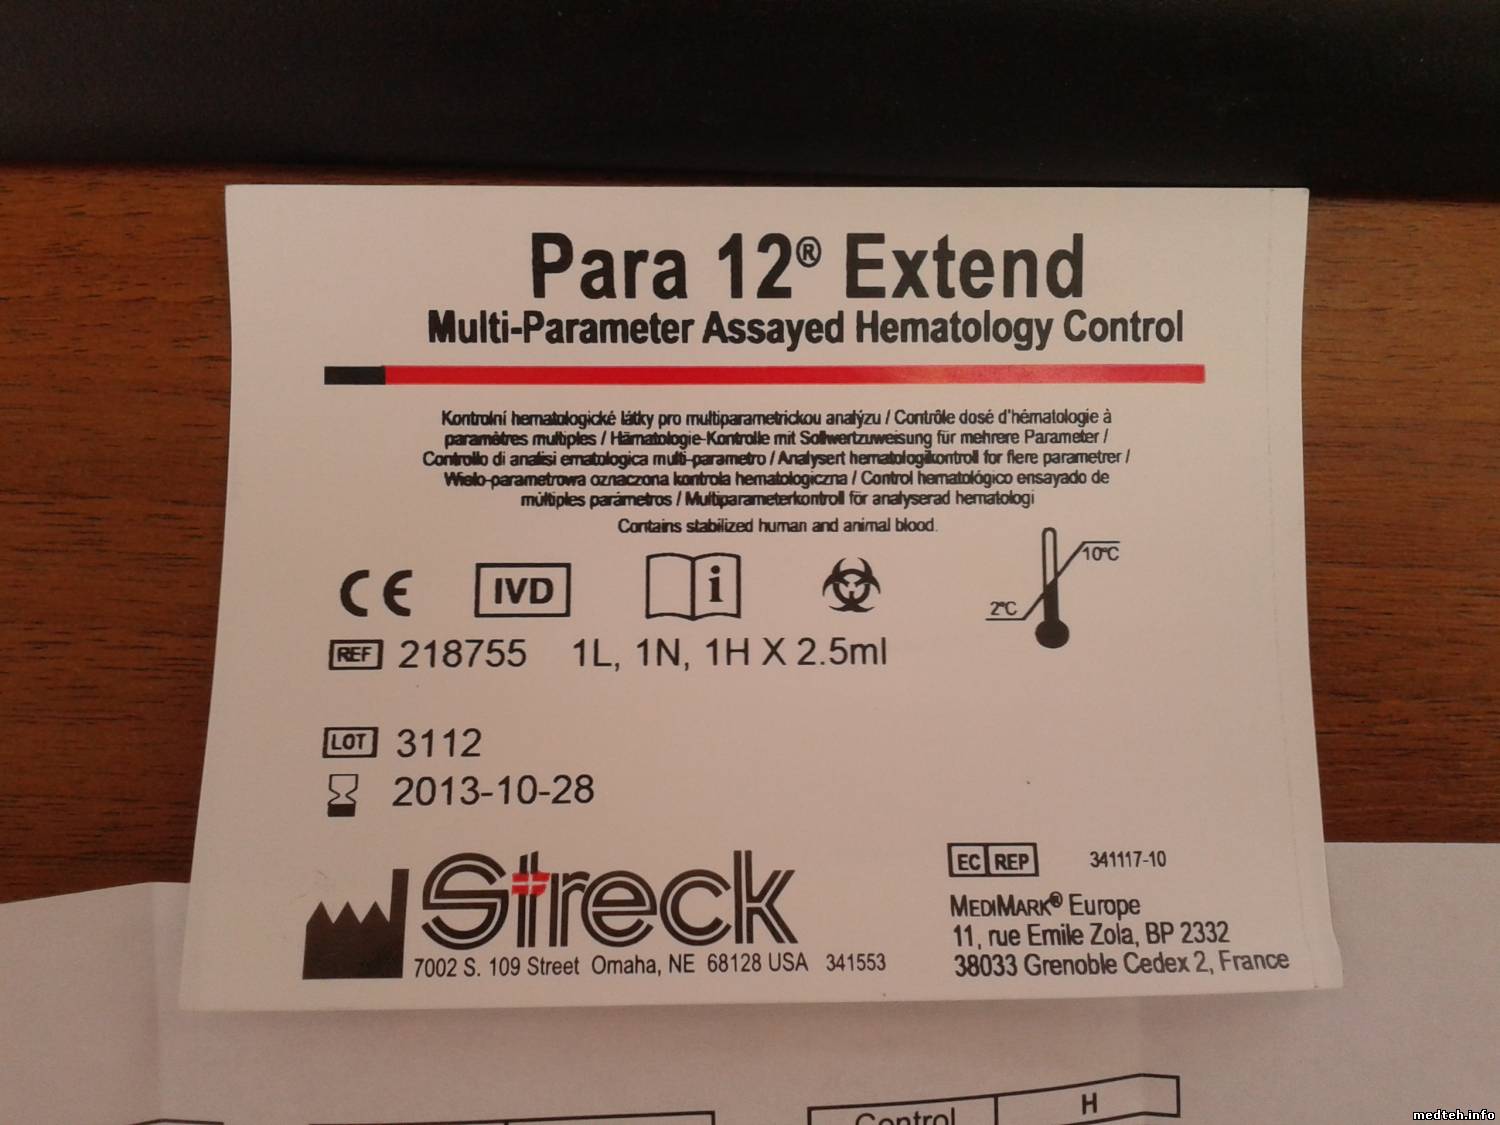 Para 12® Extend
Multi-Parameter Assayed Hematology Control
Kontrolní hematologické látky pro multiparametrickou analýzu / Contrôle dosé d'hématologie à
paramètres multiples / Hämatologie-Kontrolle mit Sollwertzuweisung für mehrere Parameter /
Controllo di analisi ematologica multi-parametro / Analysert hematologikontroll for flere parametrer /
Wielo-parametrowa oznaczona kontrola hematologiczna / Control hematológico ensayado de
múltiples parámetros / Multiparameterkontroll för analyserad hematologi
Contains stabilized human and animal blood.
10°C
2°C
CE IVD i
REF 218755 1L, 1N, 1H X 2.5ml
LOT 3112
2013-10-28
Streck
7002 S. 109 Street Omaha, NE 68128 USA 341553
EC REP 341117-10
MEDIMARK® Europe
11, rue Emile Zola, BP 2332
38033 Grenoble Cedex 2, France
Control H
medteh.info